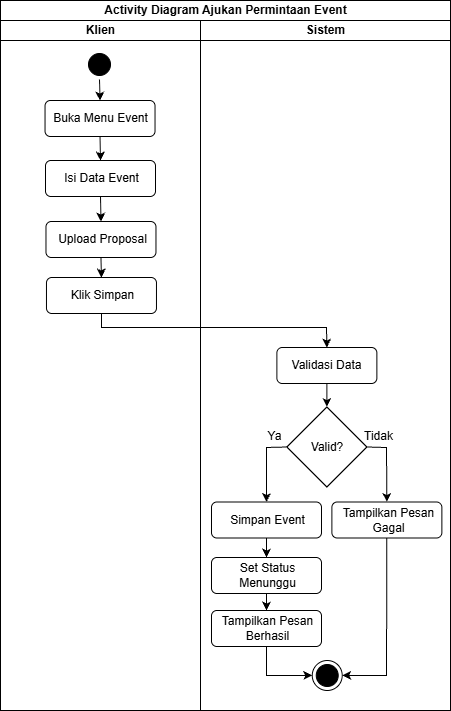 Activity Diagram Ajukan Permintaan Event
Klien
Sistem
Buka Menu Event
Isi Data Event
Upload Proposal
Klik Simpan
Validasi Data
Valid?
Ya
Tidak
Simpan Event
Tampilkan Pesan
Gagal
Set Status
Menunggu
Tampilkan Pesan
Berhasil